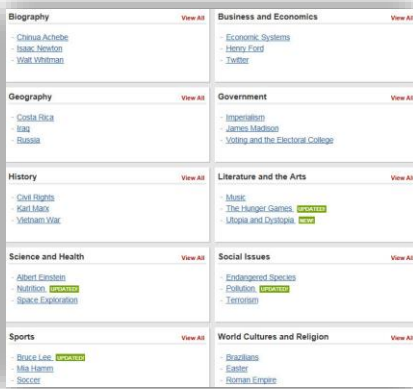 Biography View All
- Chinua Achebe
- Isaac Newton
- Walt Whitman
Business and Economics View All
- Economic Systems
- Henry Ford
- Twitter
Geography View All
- Costa Rica
- Iraq
- Russia
Government View All
- Imperialism
- James Madison
- Voting and the Electoral College
History View All
- Civil Rights
- Karl Marx
- Vietnam War
Literature and the Arts View All
- Music
- The Hunger Games UPDATED!
- Utopia and Dystopia NEW!
Science and Health View All
- Albert Einstein
- Nutrition UPDATED!
- Space Exploration
Social Issues View All
- Endangered Species
- Pollution UPDATED!
- Terrorism
Sports View All
- Bruce Lee UPDATED!
- Mia Hamm
- Soccer
World Cultures and Religion View All
- Brazilians
- Easter
- Roman Empire